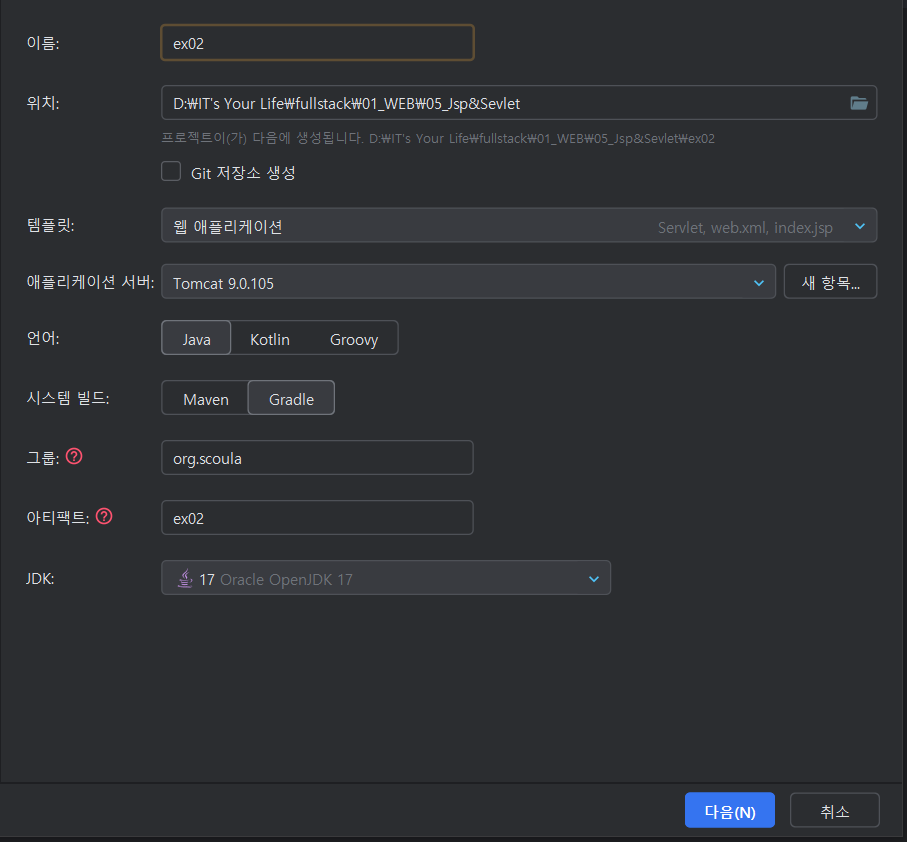 이름: ex02
위치: D:₩IT's Your Life₩fullstack₩01_WEB₩05_Jsp&Sevlet
프로젝트이(가) 다음에 생성됩니다. D:₩IT's Your Life₩fullstack₩01_WEB₩05_Jsp&Sevlet₩ex02
Git 저장소 생성
템플릿: 웹 애플리케이션 Servlet, web.xml, index.jsp
애플리케이션 서버: Tomcat 9.0.105 새 항목...
언어: Java Kotlin Groovy
시스템 빌드: Maven Gradle
그룹: ? org.scoula
아티팩트: ? ex02
JDK: 17 Oracle OpenJDK 17
다음(N) 취소